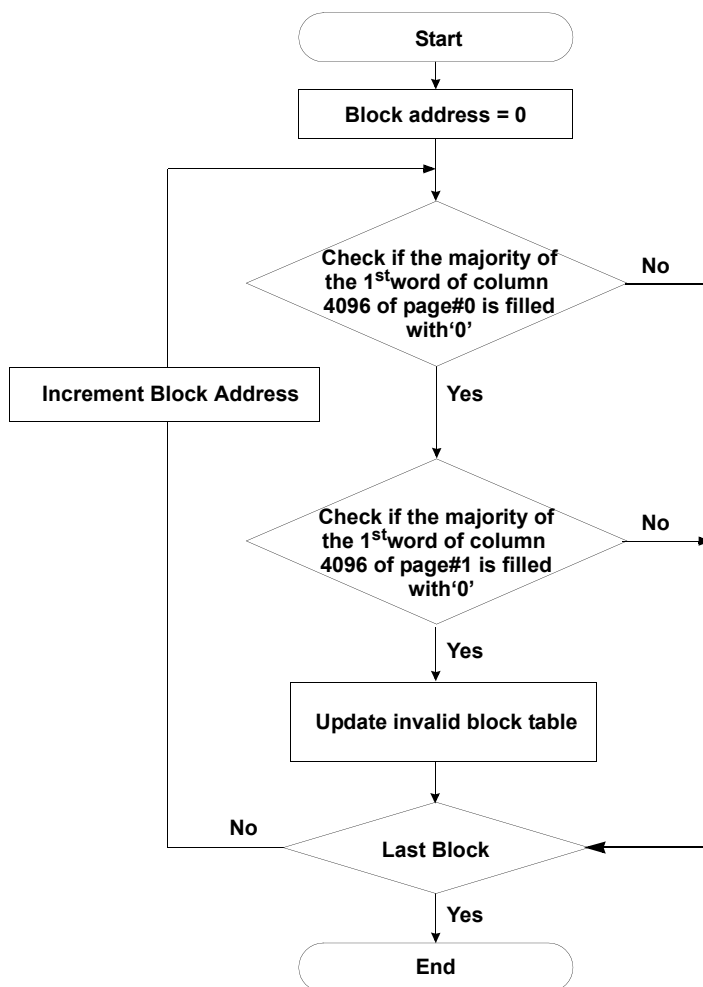 Start
Block address = 0
Check if the majority of
the 1stword of column
4096 of page#0 is filled
with‘0’
No
Increment Block Address
Yes
Check if the majority of
the 1stword of column
4096 of page#1 is filled
with‘0’
No
Yes
Update invalid block table
No
Last Block
Yes
End